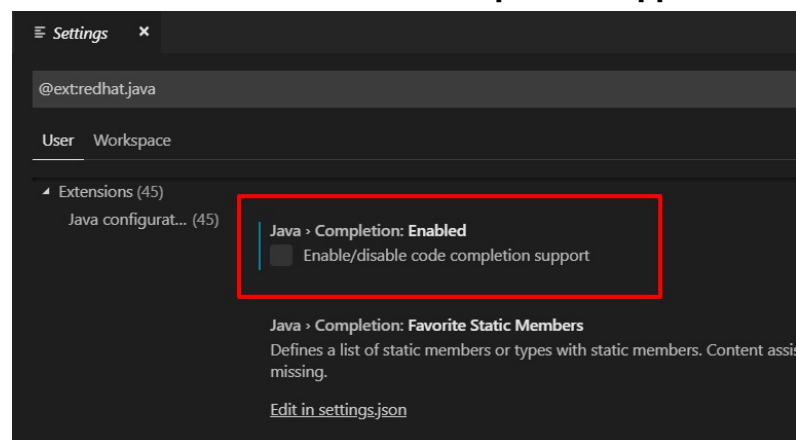 Settings
@ext:redhat.java
User Workspace
Extensions (45)
Java configurat... (45)
Java › Completion: Enabled
Enable/disable code completion support
Java › Completion: Favorite Static Members
Defines a list of static members or types with static members. Content assis
missing.
Edit in settings.json